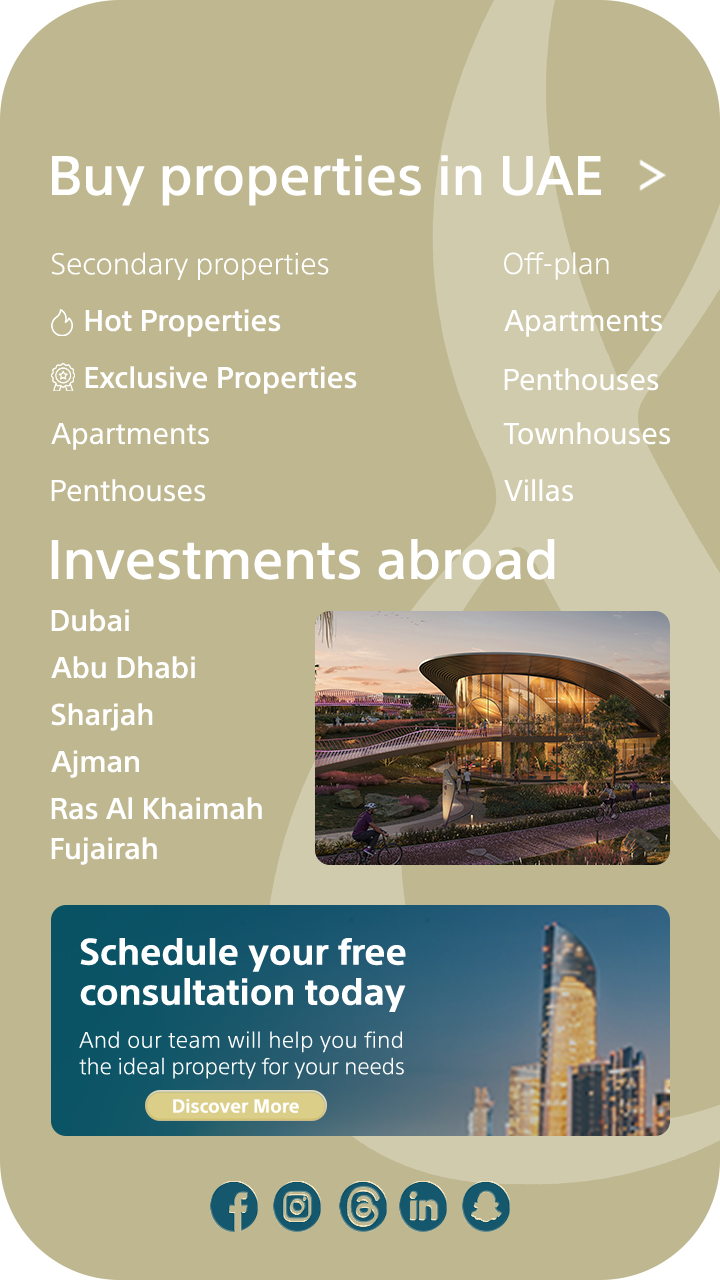 Buy properties in UAE >
Secondary properties
Hot Properties
Exclusive Properties
Apartments
Penthouses
Off-plan
Apartments
Penthouses
Townhouses
Villas
Investments abroad
Dubai
Abu Dhabi
Sharjah
Ajman
Ras Al Khaimah
Fujairah
Schedule your free
consultation today
And our team will help you find
the ideal property for your needs
Discover More